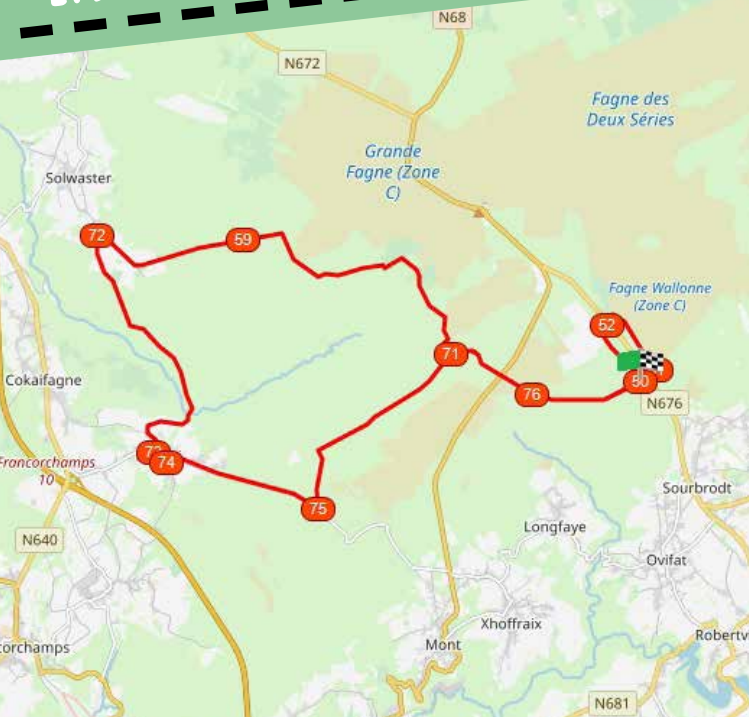 N68
N672
Fagne des
Deux Séries
Grande
Fagne (Zone
C)
Solwaster
72
59
Fagne Wallonne
(Zone C)
52
71
Cokaifagne
76
50
N676
Francorchamps
10
74
75
Sourbrodt
N640
Longfaye
Ovifat
Xhoffraix
Mont
N681